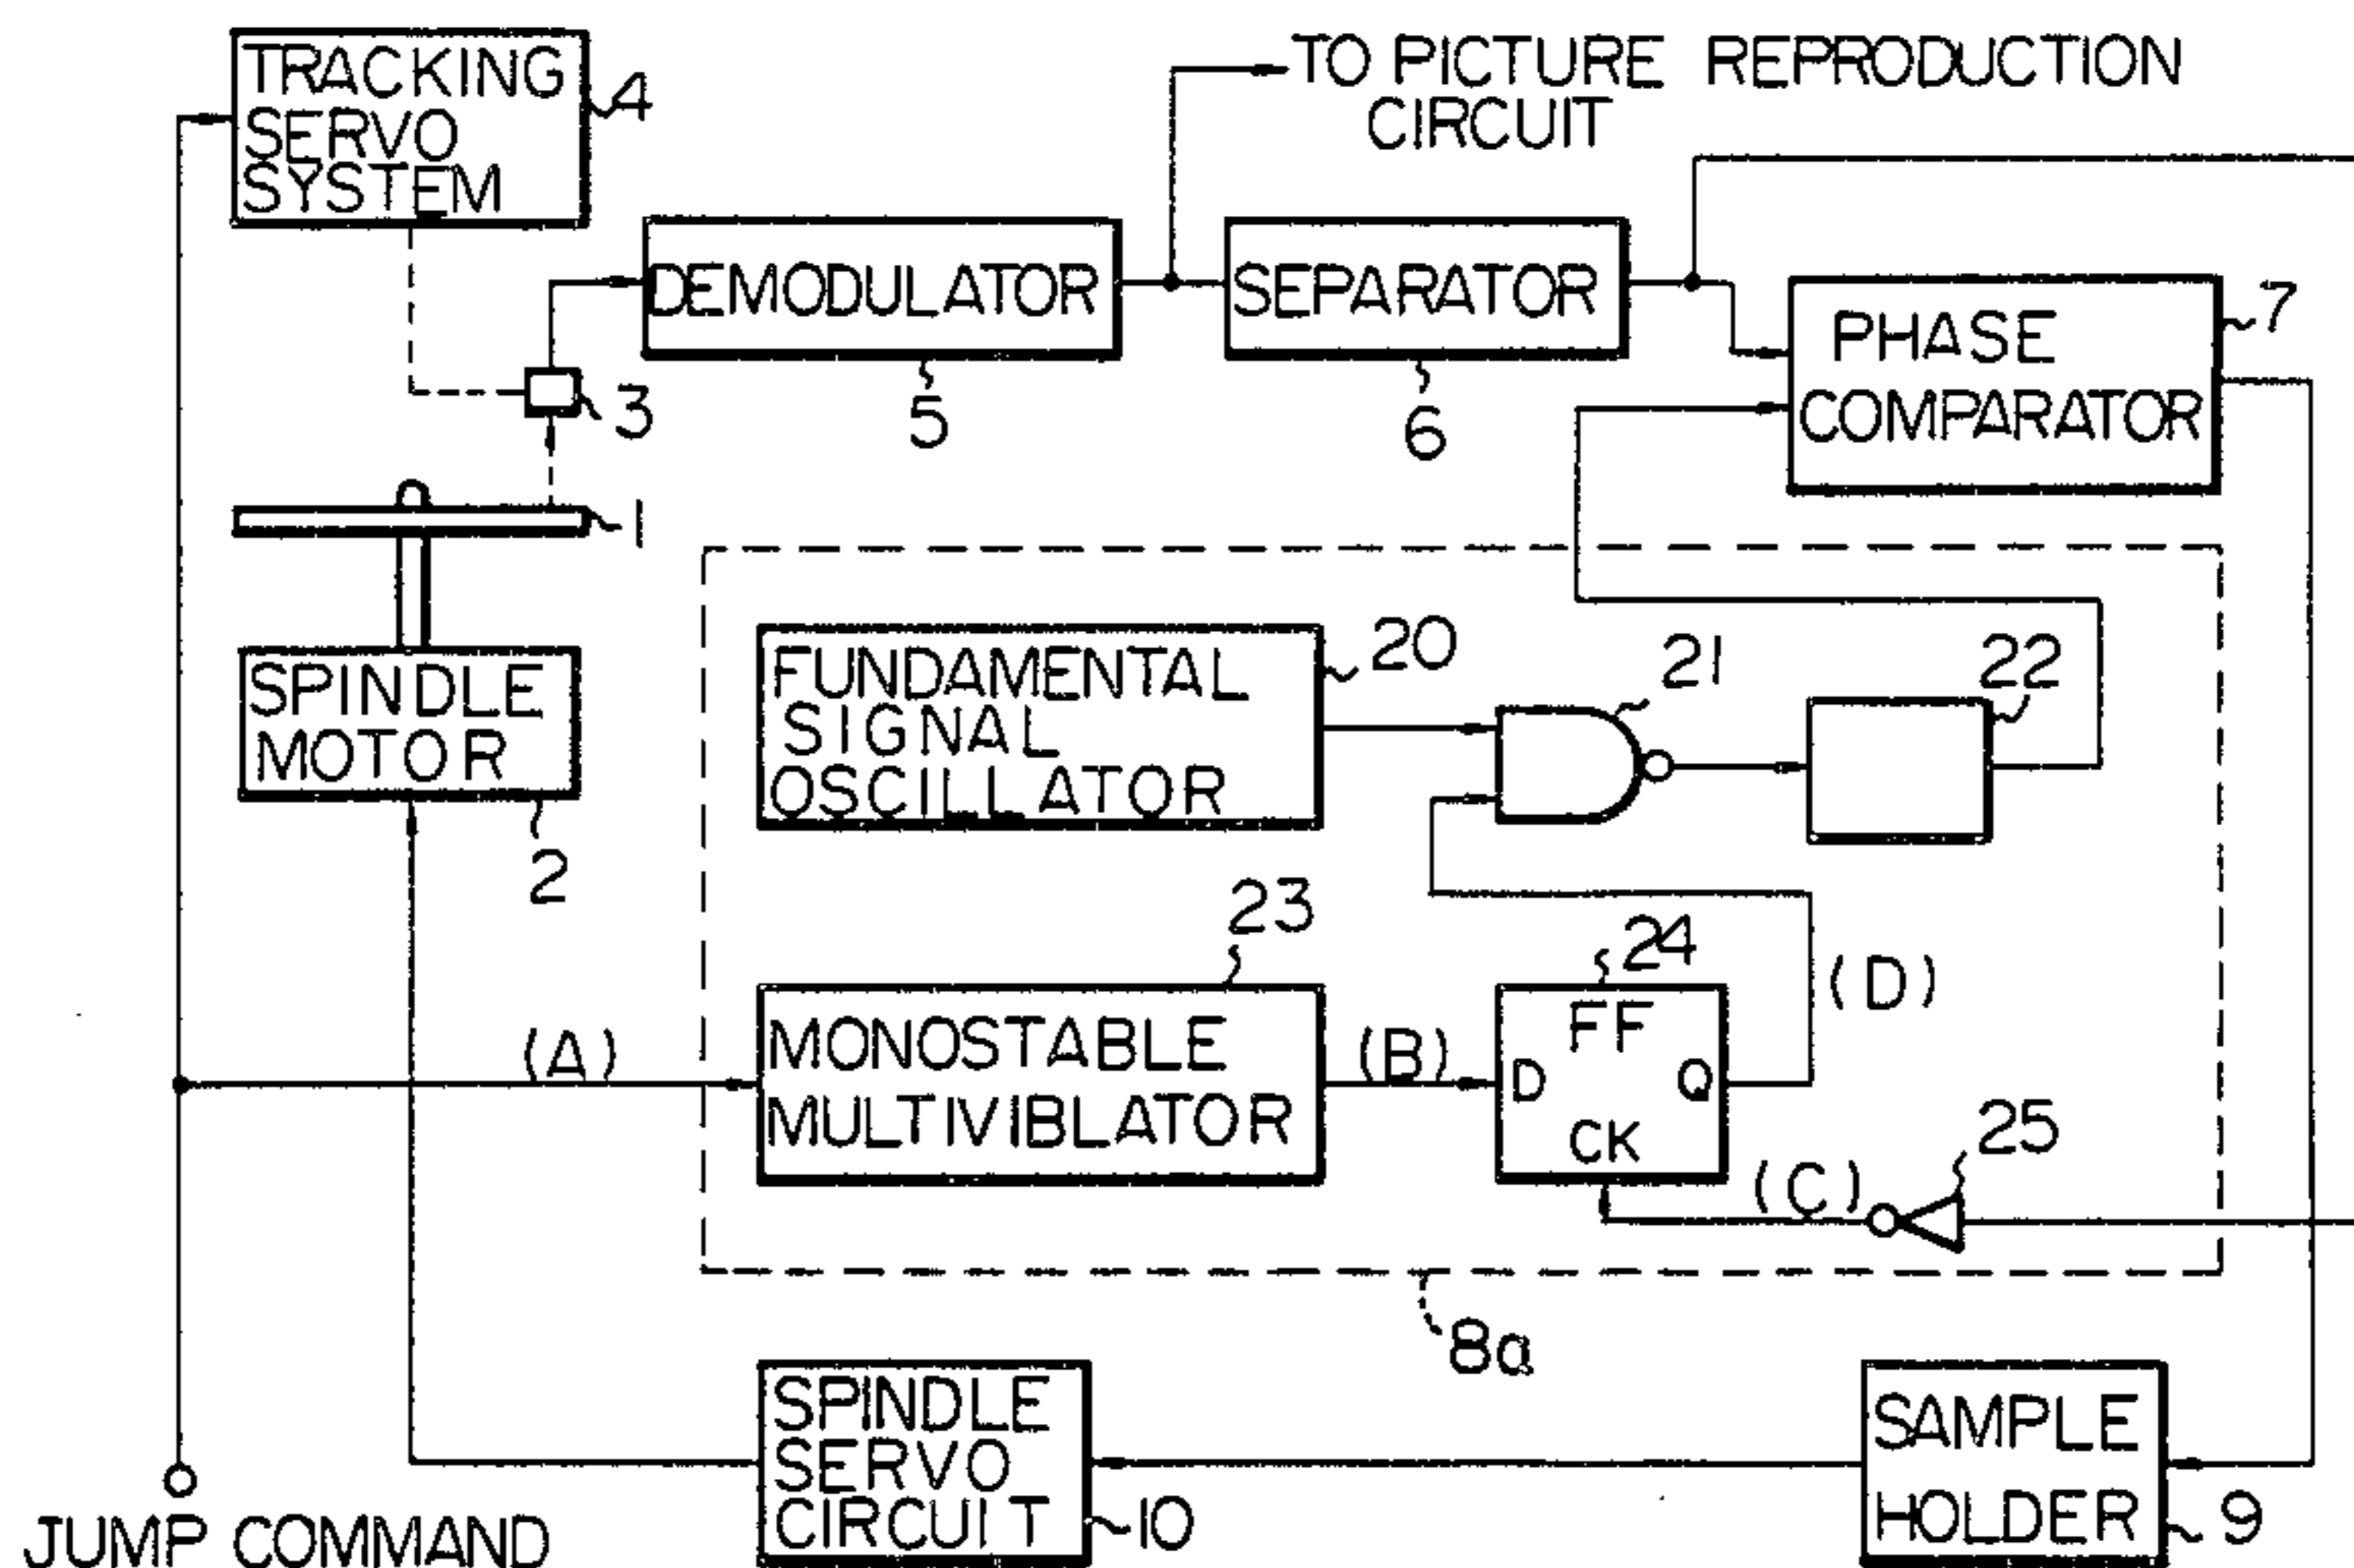 TRACKING
SERVO
SYSTEM
4
TO PICTURE REPRODUCTION
CIRCUIT
DEMODULATOR
5
SEPARATOR
6
PHASE
COMPARATOR
7
3
1
SPINDLE
MOTOR
2
FUNDAMENTAL
SIGNAL
OSCILLATOR
20
21
22
23
MONOSTABLE
MULTIVIBLATOR
(A)
(B)
24
FF
D
Q
CK
(D)
(C)
25
8a
SPINDLE
SERVO
CIRCUIT
10
SAMPLE
HOLDER
9
JUMP COMMAND